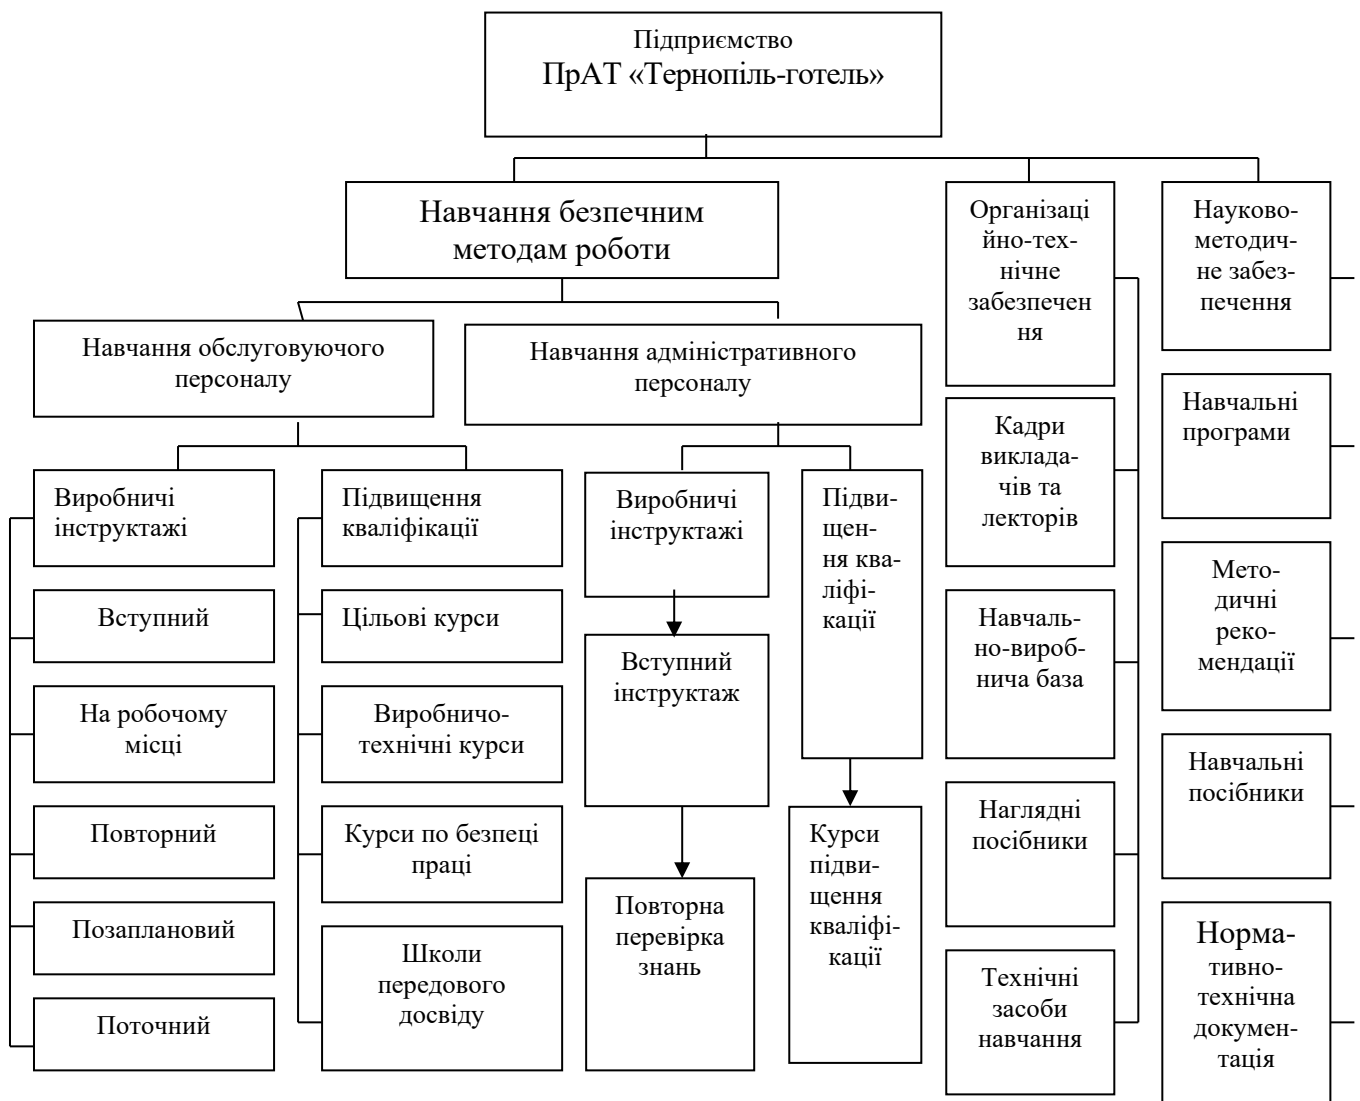 Підприємство
ПрАТ «Тернопіль-готель»
Навчання безпечним
методам роботи
Організаці
йно-тех-
нічне
забезпечен
ня
Науково-
методич-
не забез-
печення
Навчання обслуговуючого
персоналу
Навчання адміністративного
персоналу
Виробничі
інструктажі
Вступний
На робочому
місці
Повторний
Позаплановий
Поточний
Підвищення
кваліфікації
Цільові курси
Виробничо-
технічні курси
Курси по безпеці
праці
Школи
передового
досвіду
Виробничі
інструктажі
Вступний
інструктаж
Повторна
перевірка
знань
Підви-
щен-
ня ква-
ліфі-
кації
Курси
підви-
щення
кваліфі-
кації
Кадри
виклада-
чів та
лекторів
Навчаль-
но-вироб-
нича база
Наглядні
посібники
Технічні
засоби
навчання
Навчальні
програми
Мето-
дичні
реко-
мендації
Навчальні
посібники
Норма-
тивно-
технічна
докумен-
тація